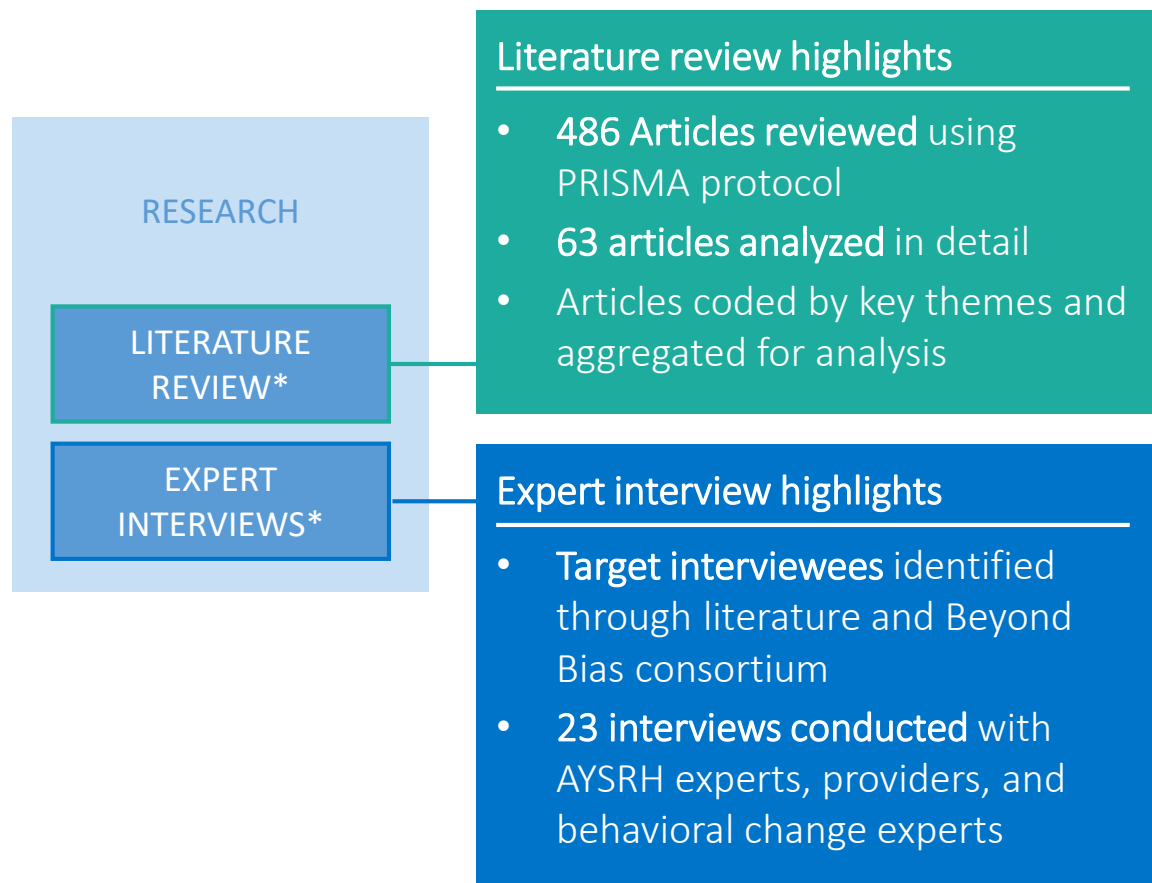 RESEARCH
LITERATURE
REVIEW*
EXPERT
INTERVIEWS*
Literature review highlights
• 486 Articles reviewed using
PRISMA protocol
• 63 articles analyzed in detail
• Articles coded by key themes and
aggregated for analysis
Expert interview highlights
• Target interviewees identified
through literature and Beyond
Bias consortium
• 23 interviews conducted with
AYSRH experts, providers, and
behavioral change experts